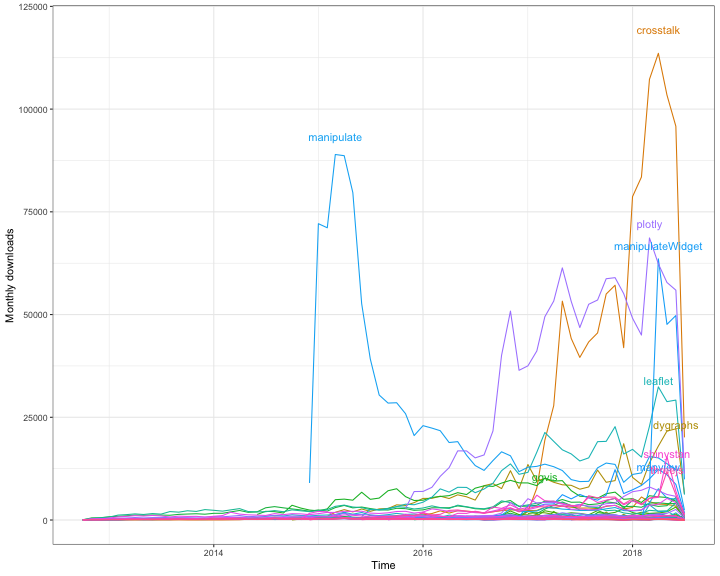 125000
crosstalk
manipulate
100000
plotly
manipulateWidget
75000
Monthly downloads
50000
leaflet
25000
dygraphs
shinystan
mapview
ggvis
0
2014
2016
2018
Time